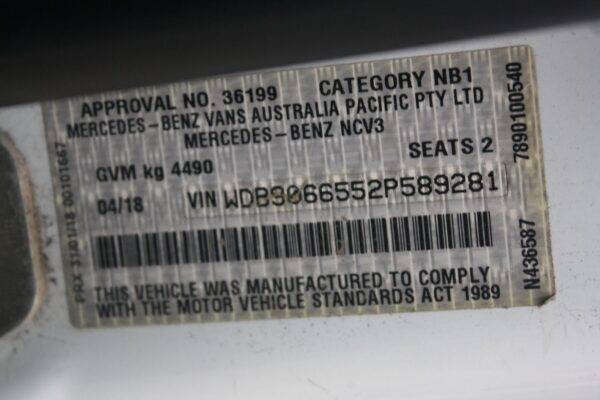 APPROVAL NO. 36199 CATEGORY NB1
MERCEDES-BENZ VANS AUSTRALIA PACIFIC PTY LTD
MERCEDES-BENZ NCV3
GVM kg 4490 SEATS 2
04/18 VIN WDB9066552P589281
THIS VEHICLE WAS MANUFACTURED TO COMPLY
WITH THE MOTOR VEHICLE STANDARDS ACT 1989
7890100540
N436587